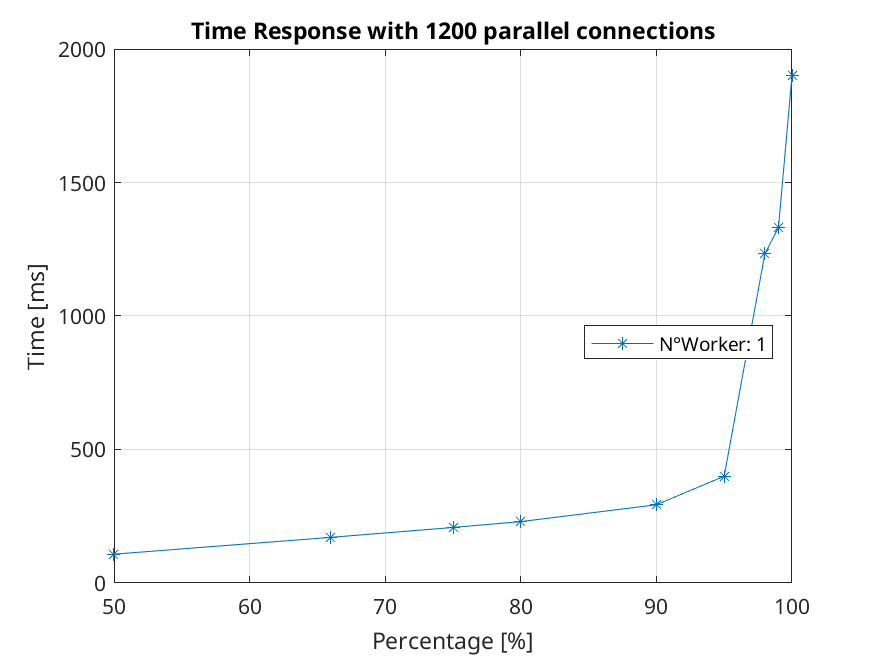 Time Response with 1200 parallel connections
2000
1500
1000
500
0
Time [ms]
N°Worker: 1
50 60 70 80 90 100
Percentage [%]